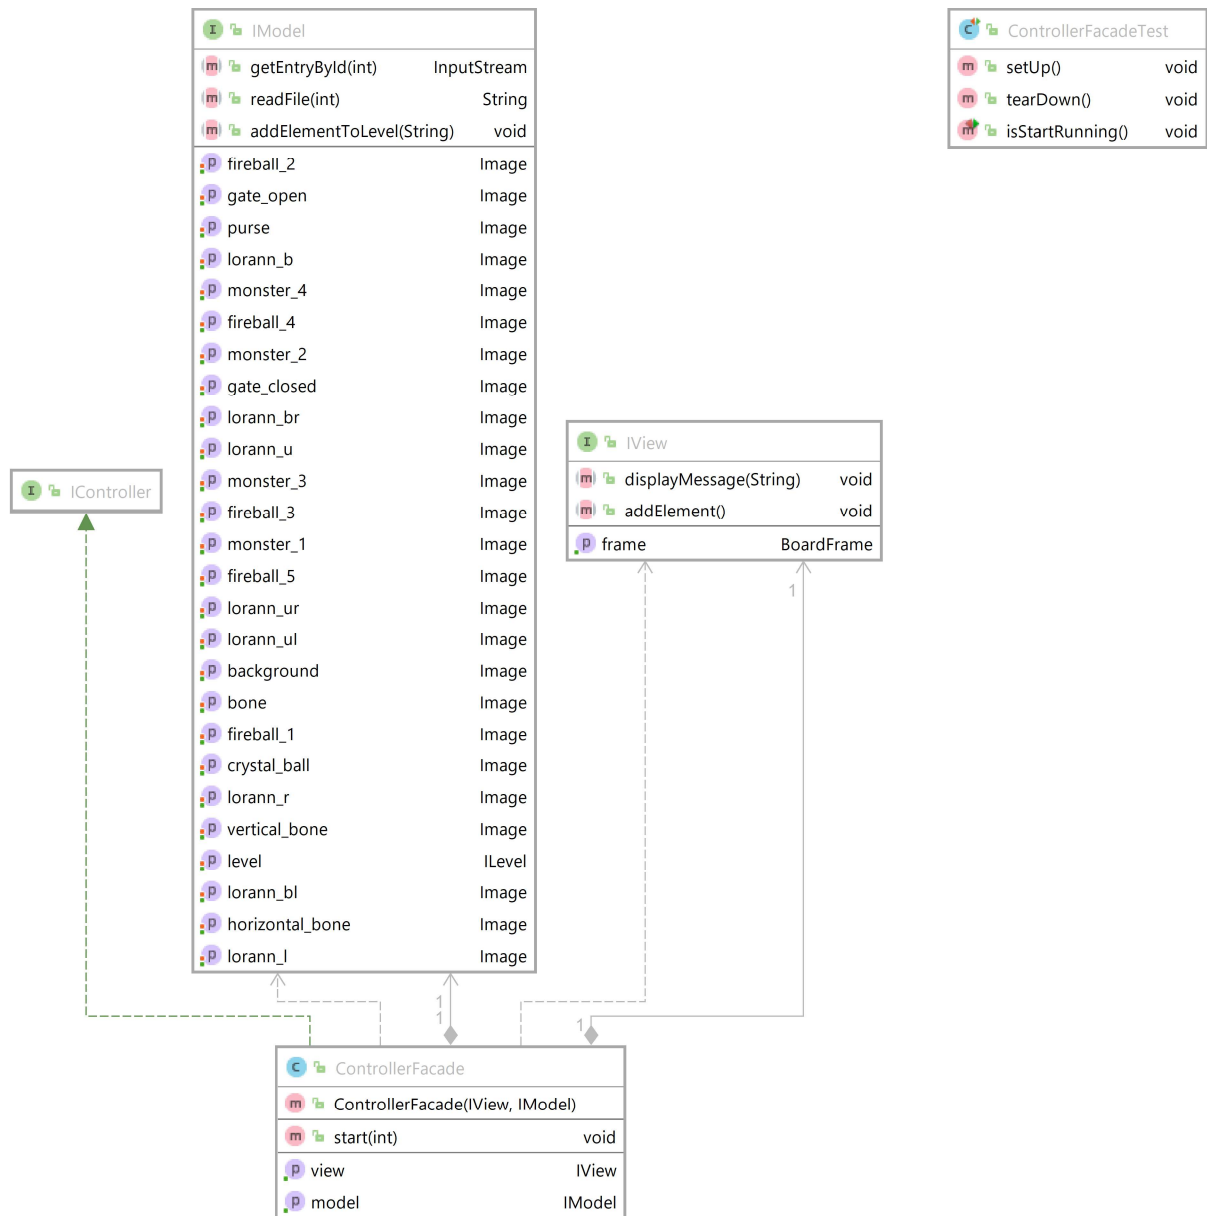 IModel
getEntryById(int) InputStream
readFile(int) String
addElementToLevel(String) void
fireball_2 Image
gate_open Image
purse Image
lorann_b Image
monster_4 Image
fireball_4 Image
monster_2 Image
gate_closed Image
lorann_br Image
lorann_u Image
monster_3 Image
fireball_3 Image
monster_1 Image
fireball_5 Image
lorann_ur Image
lorann_ul Image
background Image
bone Image
fireball_1 Image
crystal_ball Image
lorann_r Image
vertical_bone Image
level ILevel
lorann_bl Image
horizontal_bone Image
lorann_l Image
ControllerFacadeTest
setUp() void
tearDown() void
isStartRunning() void
IController
IView
displayMessage(String) void
addElement() void
frame BoardFrame
1
1
1
1
ControllerFacade
ControllerFacade(IView, IModel)
start(int) void
view IView
model IModel